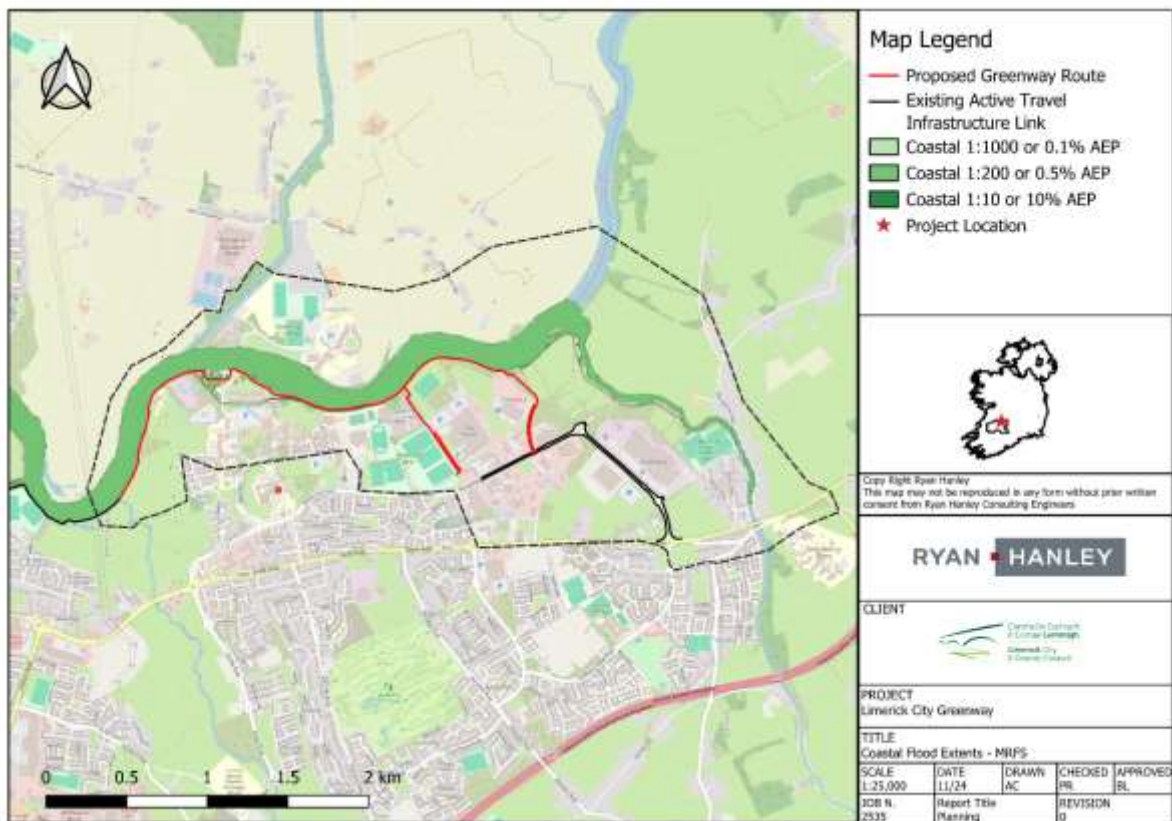 Map Legend
Proposed Greenway Route
Existing Active Travel
Infrastructure Link
Coastal 1:1000 or 0.1% AEP
Coastal 1:200 or 0.5% AEP
Coastal 1:10 or 10% AEP
Project Location
Copy Right Ryan Hanley
This map may not be reproduced in any form without prior written
consent from Ryan Hanley Consulting Engineers
RYAN HANLEY
CLIENT
Limerick City
& County Council
PROJECT
Limerick City Greenway
TITLE
Coastal Flood Extents - MRFS
SCALE
1:25,000
DATE
11/24
DRAWN
AC
CHECKED
PR
APPROVED
BL
JOB N.
2535
Report Title
Planning
REVISION
0
0 0.5 1 1.5 2 km